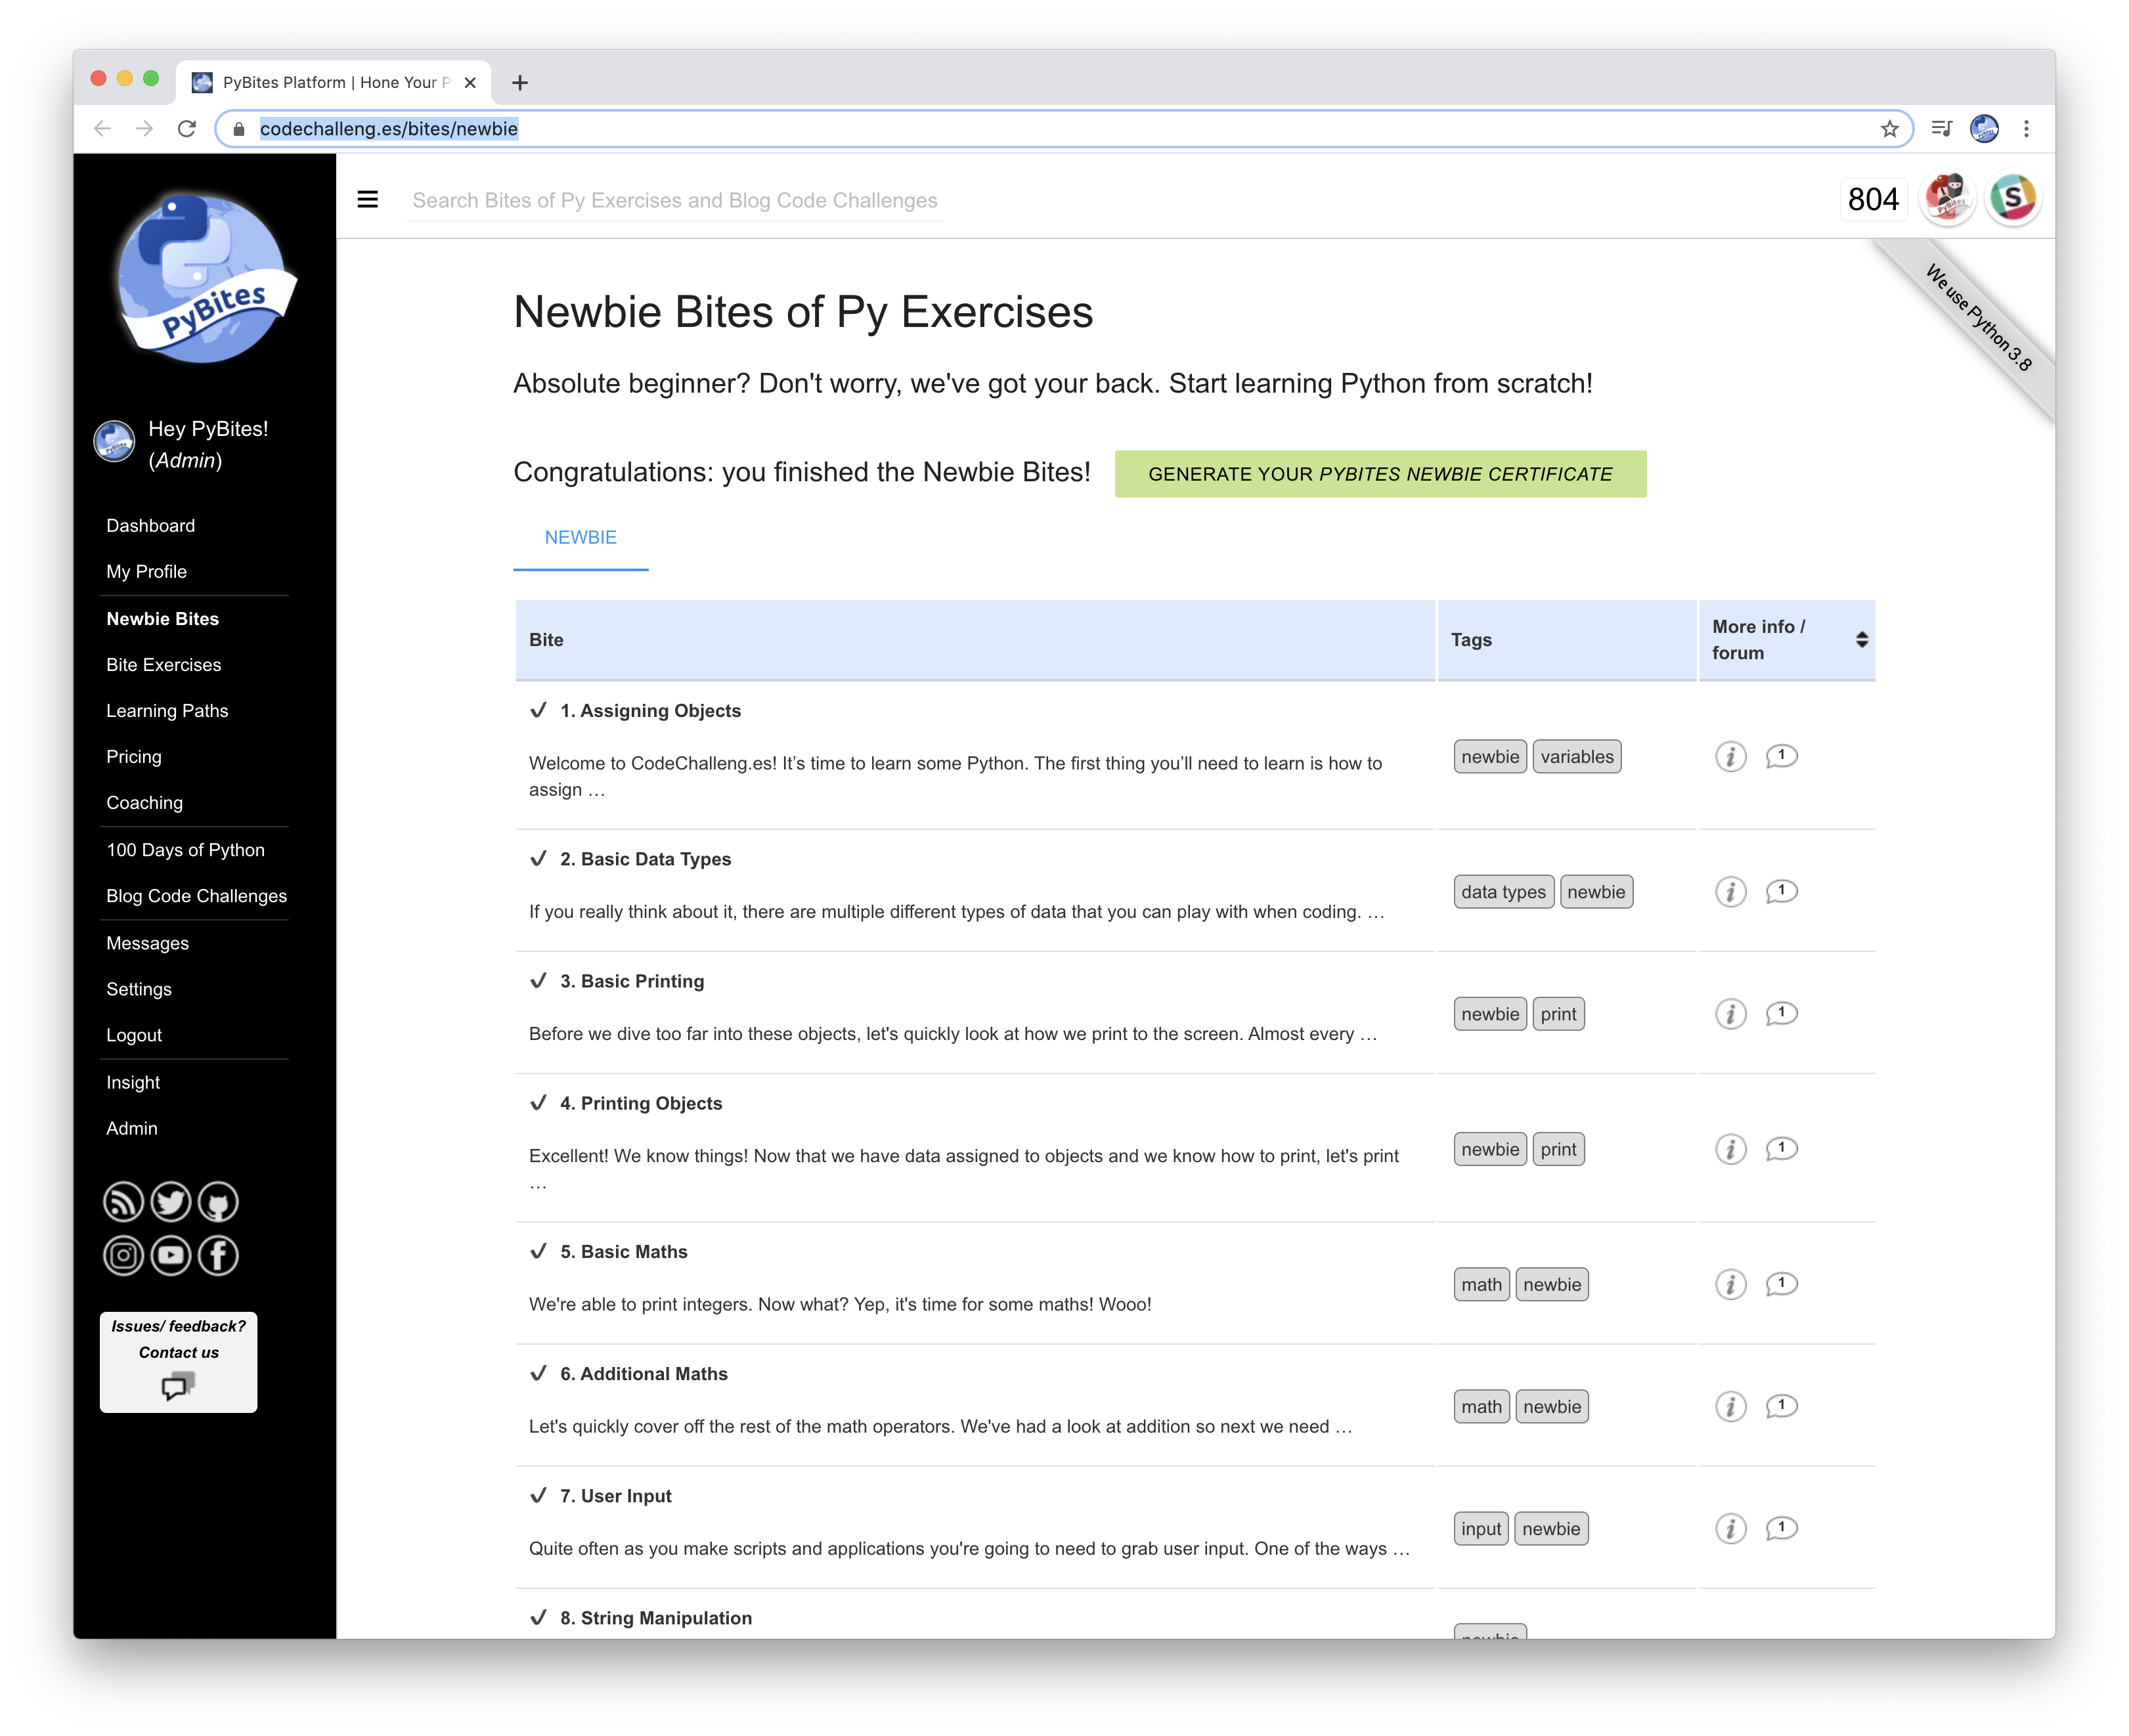 PyBites Platform | Hone Your P
codechalleng.es/bites/newbie
PyBites
Hey PyBites!
(Admin)
Dashboard
My Profile
Newbie Bites
Bite Exercises
Learning Paths
Pricing
Coaching
100 Days of Python
Blog Code Challenges
Messages
Settings
Logout
Insight
Admin
Issues/ feedback?
Contact us
Search Bites of Py Exercises and Blog Code Challenges
804
PyBites
S
We use Python 3.8
Newbie Bites of Py Exercises
Absolute beginner? Don't worry, we've got your back. Start learning Python from scratch!
Congratulations: you finished the Newbie Bites!
GENERATE YOUR PYBITES NEWBIE CERTIFICATE
NEWBIE
Bite
Tags
More info /
forum
✔ 1. Assigning Objects
Welcome to CodeChalleng.es! It’s time to learn some Python. The first thing you’ll need to learn is how to
assign …
newbie variables
i 1
✔ 2. Basic Data Types
If you really think about it, there are multiple different types of data that you can play with when coding. …
data types newbie
i 1
✔ 3. Basic Printing
Before we dive too far into these objects, let's quickly look at how we print to the screen. Almost every …
newbie print
i 1
✔ 4. Printing Objects
Excellent! We know things! Now that we have data assigned to objects and we know how to print, let's print
…
newbie print
i 1
✔ 5. Basic Maths
We're able to print integers. Now what? Yep, it's time for some maths! Wooo!
math newbie
i 1
✔ 6. Additional Maths
Let's quickly cover off the rest of the math operators. We've had a look at addition so next we need …
math newbie
i 1
✔ 7. User Input
Quite often as you make scripts and applications you're going to need to grab user input. One of the ways …
input newbie
i 1
✔ 8. String Manipulation
newbie